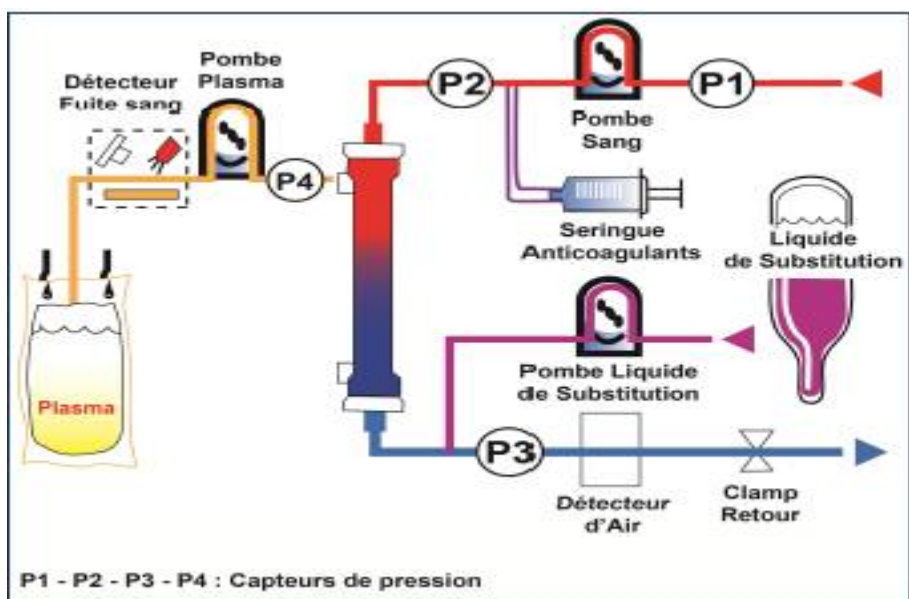 Pombe
Plasma
Détecteur
Fuite sang
P4
P2
P1
Pombe
Sang
Seringue
Anticoagulants
Liquide
de Substitution
Pombe Liquide
de Substitution
Plasma
P3
Détecteur
d'Air
Clamp
Retour
P1 - P2 - P3 - P4 : Capteurs de pression